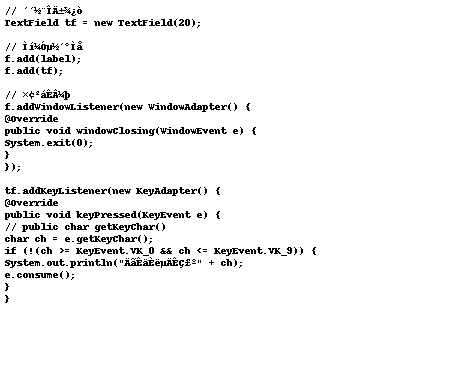 // ´´½¨ÎÄ±¾¿ò
TextField tf = new TextField(20);
// Ìí¼Óµ½´°Ìå
f.add(label);
f.add(tf);
// ×¢²áÊÂ¼þ
f.addWindowListener(new WindowAdapter() {
@Override
public void windowClosing(WindowEvent e) {
System.exit(0);
}
});
tf.addKeyListener(new KeyAdapter() {
@Override
public void keyPressed(KeyEvent e) {
// public char getKeyChar()
char ch = e.getKeyChar();
if (!(ch >= KeyEvent.VK_0 && ch <= KeyEvent.VK_9)) {
System.out.println("ÄãÊäÈëµÄÊÇ£º" + ch);
e.consume();
}
}